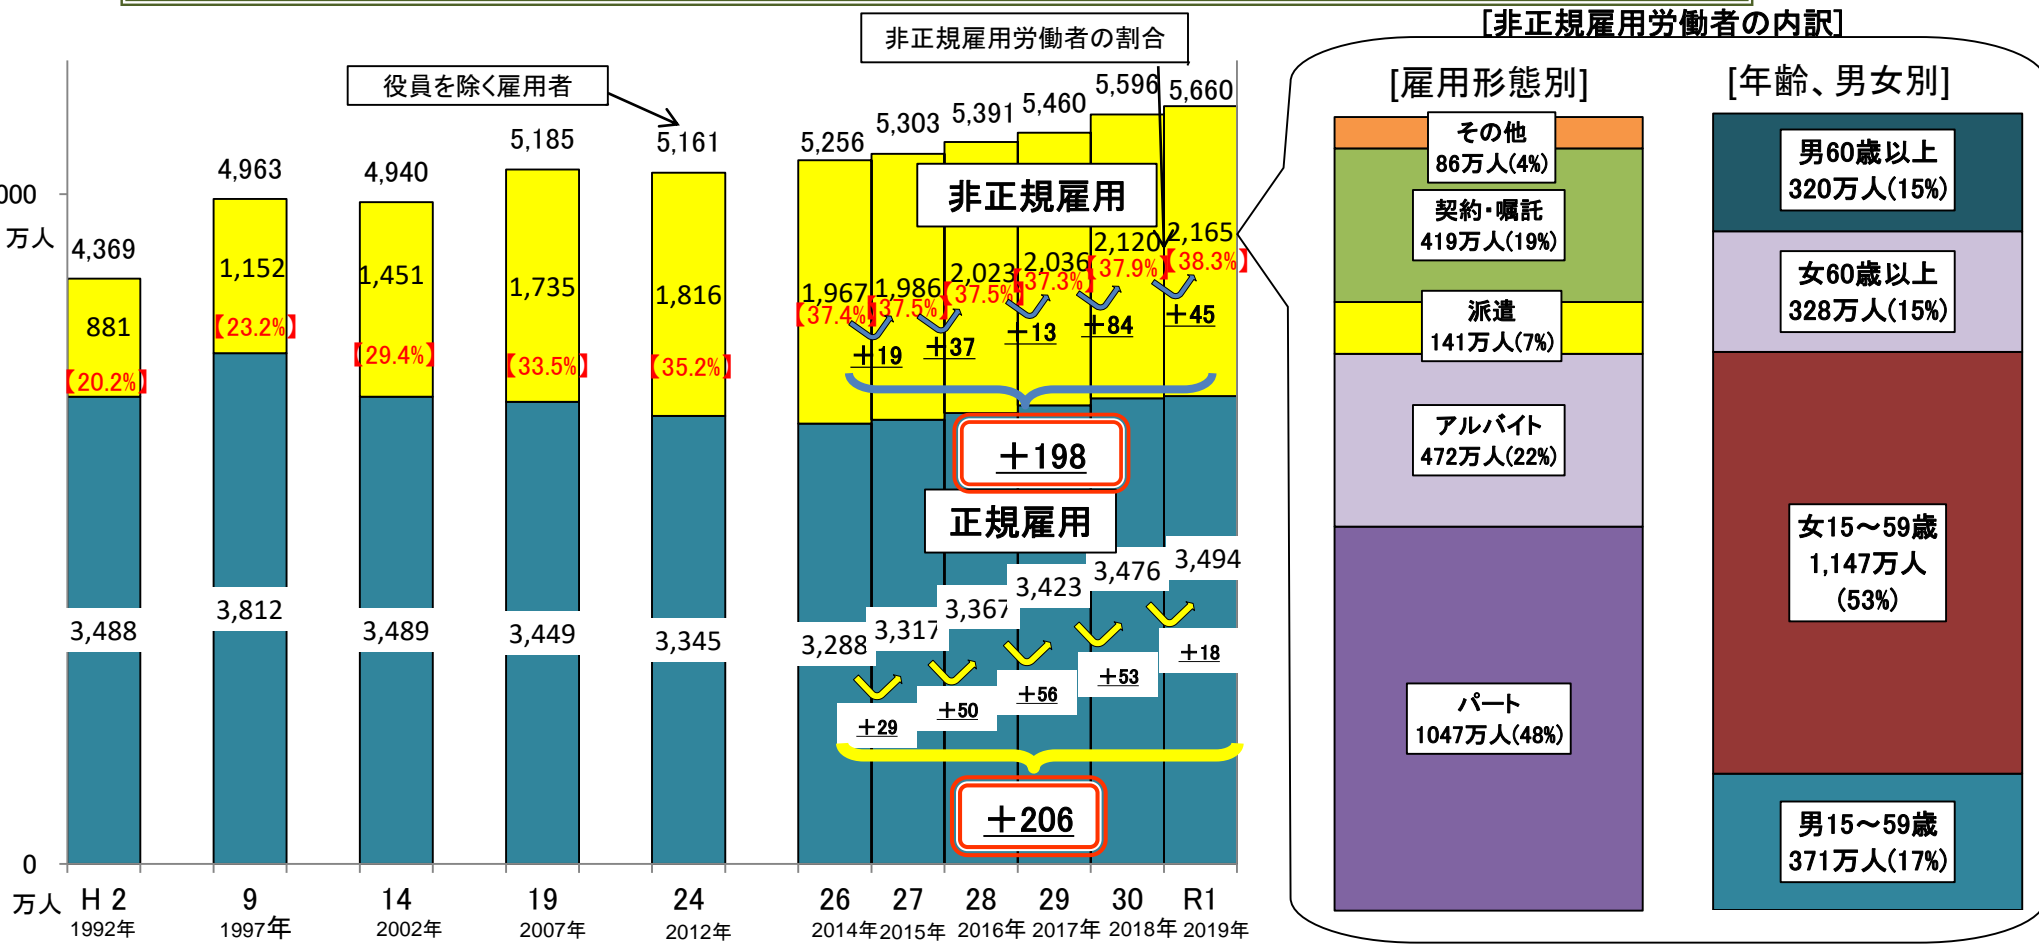 [非正規雇用労働者の内訳]
非正規雇用労働者の割合
役員を除く雇用者
[雇用形態別]
[年齢、男女別]
000
万人
4,369
4,963
4,940
5,185
5,161
5,256
5,303
5,391
5,460
5,596
5,660
非正規雇用
881
1,152
1,451
1,735
1,816
1,967
1,986
2,023
2,036
2,120
2,165
【20.2%】
【23.2%】
【29.4%】
【33.5%】
【35.2%】
【37.4%】
【37.5%】
【37.5%】
【37.3%】
【37.9%】
【38.3%】
+19
+37
+13
+84
+45
+198
正規雇用
3,488
3,812
3,489
3,449
3,345
3,288
3,317
3,367
3,423
3,476
3,494
+29
+50
+56
+53
+18
+206
0
万人
H 2
9
14
19
24
26
27
28
29
30
R1
1992年
1997年
2002年
2007年
2012年
2014年
2015年
2016年
2017年
2018年
2019年
その他
86万人(4%)
契約・嘱託
419万人(19%)
派遣
141万人(7%)
アルバイト
472万人(22%)
パート
1047万人(48%)
男60歳以上
320万人(15%)
女60歳以上
328万人(15%)
女15～59歳
1,147万人
(53%)
男15～59歳
371万人(17%)